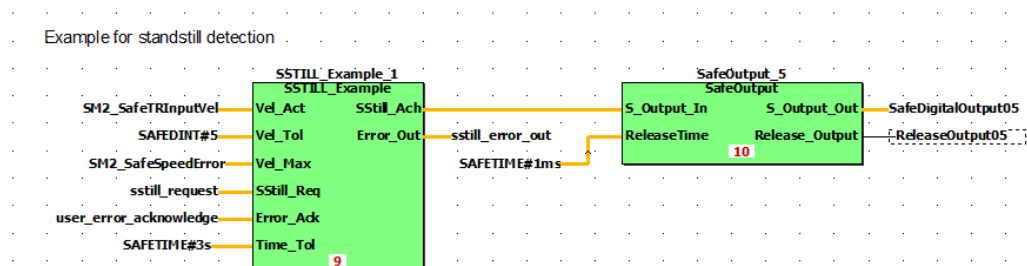 Example for standstill detection
SSTILL_Example_1
SSTILL_Example
SM2_SafeTRInputVel Vel_Act SStill_Ach
SAFEDINT#5 Vel_Tol Error_Out sstill_error_out
SM2_SafeSpeedError Vel_Max
sstill_request SStill_Req
user_error_acknowledge Error_Ack
SAFETIME#3s Time_Tol
9
SafeOutput_5
SafeOutput
S_Output_In S_Output_Out SafeDigitalOutput05
SAFETIME#1ms ReleaseTime Release_Output ReleaseOutput05
10